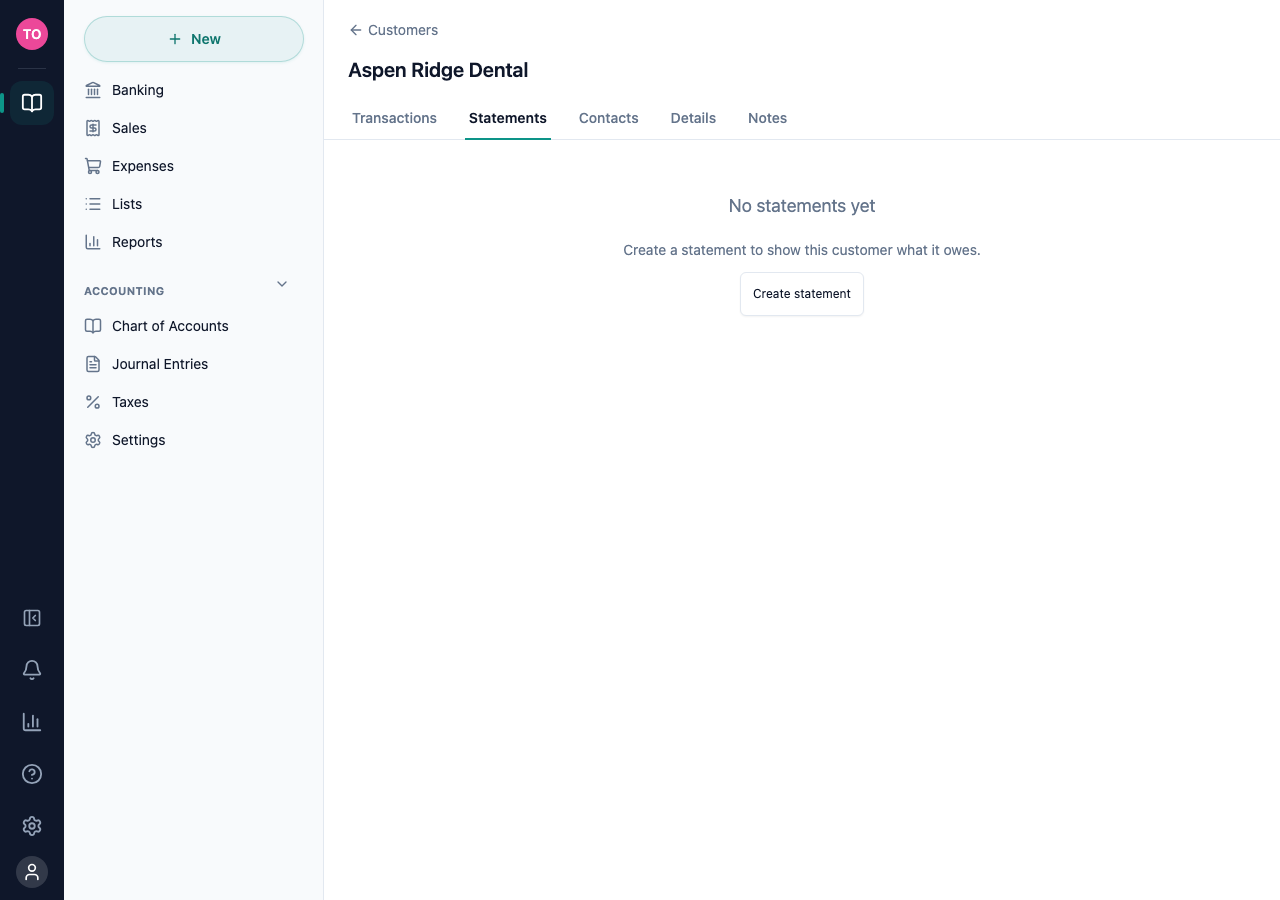 TO
New
Banking
Sales
Expenses
Lists
Reports
ACCOUNTING
Chart of Accounts
Journal Entries
Taxes
Settings
Customers
Aspen Ridge Dental
Transactions Statements Contacts Details Notes
No statements yet
Create a statement to show this customer what it owes.
Create statement